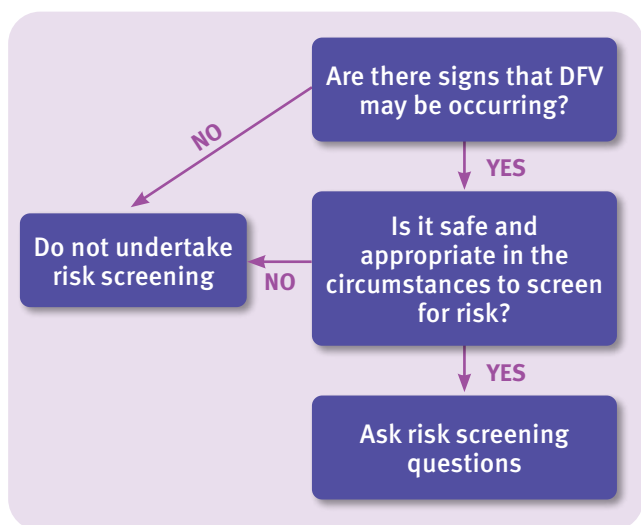 Are there signs that DFV
may be occurring?
NO
YES
Do not undertake
risk screening
NO
Is it safe and
appropriate in the
circumstances to screen
for risk?
YES
Ask risk screening
questions